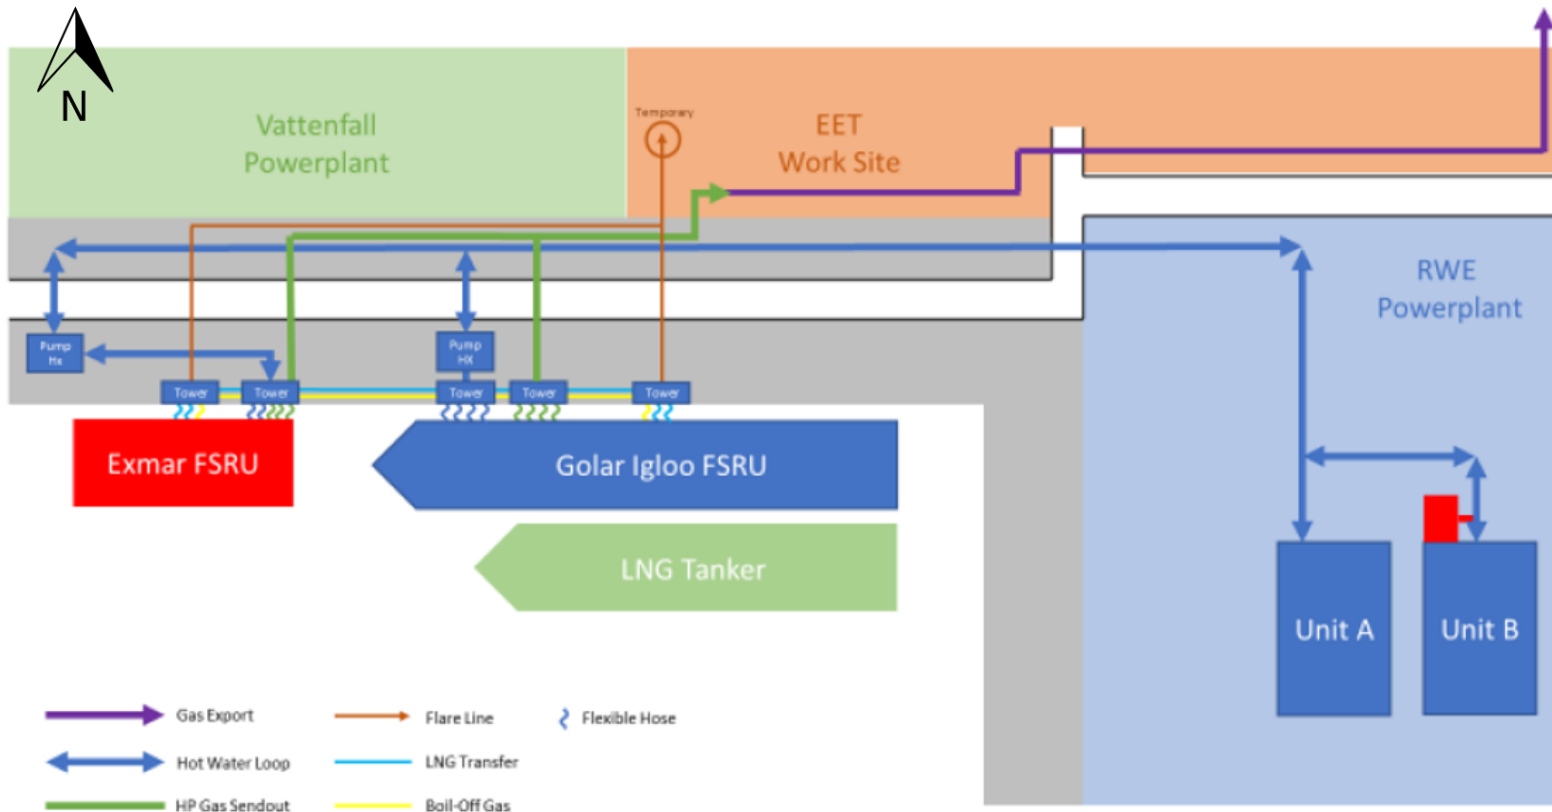 N
Vattenfall
Powerplant
Temporary
EET
Work Site
RWE
Powerplant
Pump
Hx
Pump
HX
Tower
Tower
Tower
Tower
Tower
Exmar FSRU
Golar Igloo FSRU
LNG Tanker
Unit A
Unit B
Gas Export
Flare Line
Flexible Hose
Hot Water Loop
LNG Transfer
HP Gas Sendout
Boil-Off Gas